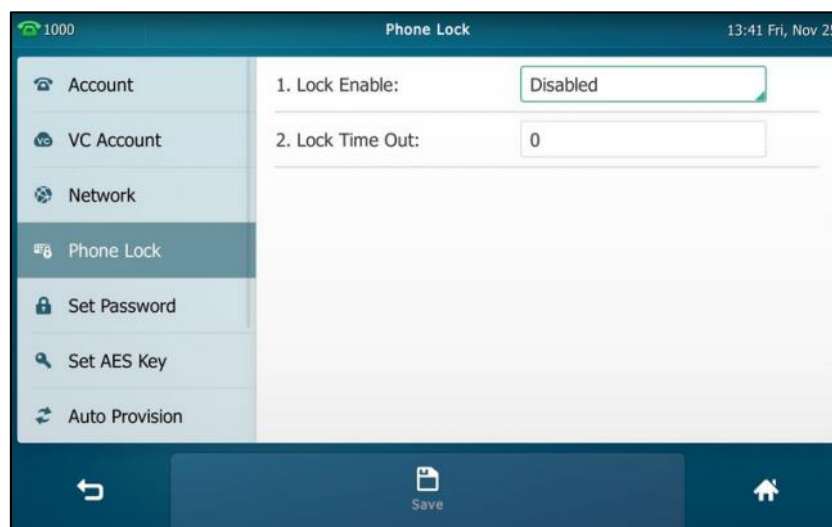 1000
Phone Lock
13:41 Fri, Nov 25
Account
1. Lock Enable:
Disabled
VC Account
2. Lock Time Out:
0
Network
Phone Lock
Set Password
Set AES Key
Auto Provision
Save